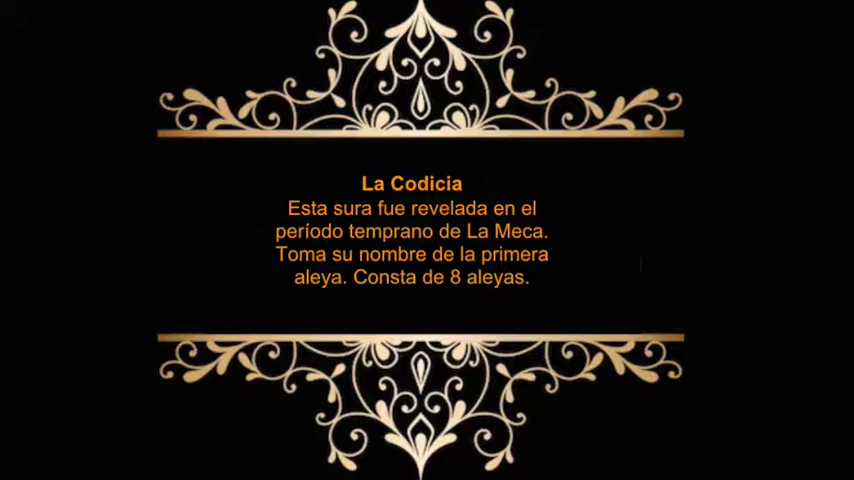 La Codicia
Esta sura fue revelada en el
período temprano de La Meca.
Toma su nombre de la primera
aleya. Consta de 8 aleyas.